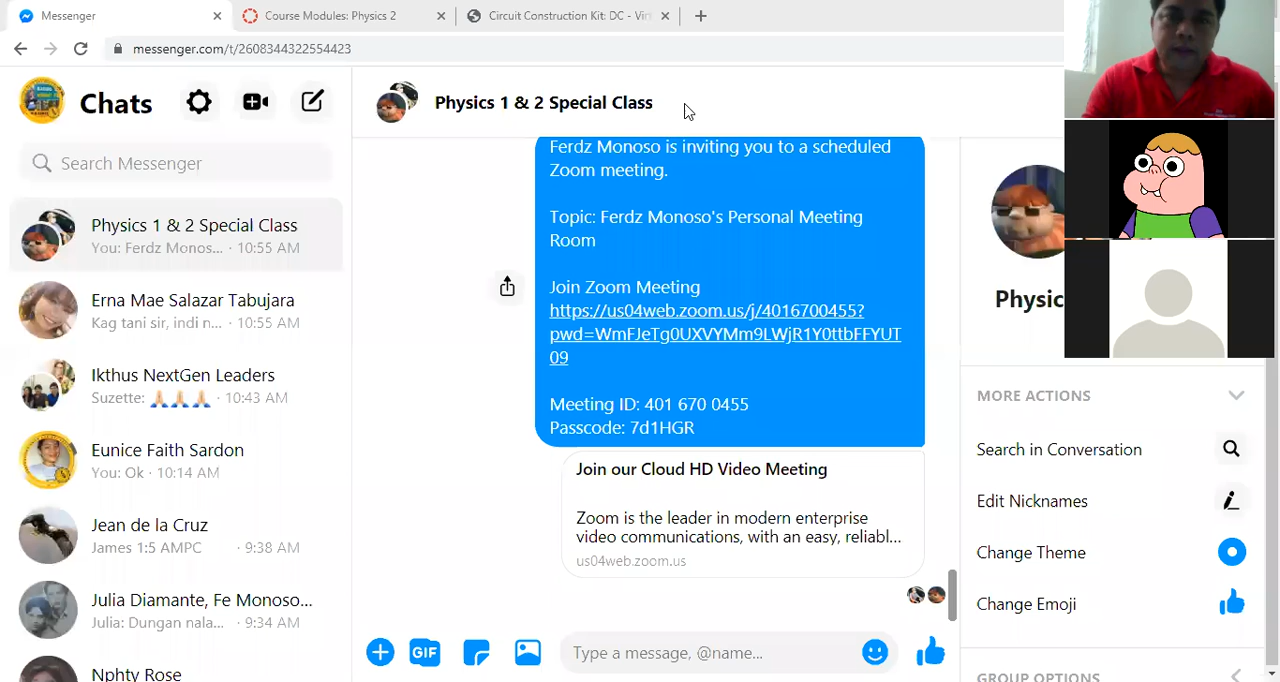 Messenger
Course Modules: Physics 2
Circuit Construction Kit: DC - Virt
messenger.com/t/2608344322554423
Chats
Search Messenger
Physics 1 & 2 Special Class
You: Ferdz Monos... · 10:55 AM
Erna Mae Salazar Tabujara
Kag tani sir, indi n... · 10:55 AM
Ikthus NextGen Leaders
Suzette: 🙏🙏🙏 · 10:43 AM
Eunice Faith Sardon
You: Ok · 10:14 AM
Jean de la Cruz
James 1:5 AMPC · 9:38 AM
Julia Diamante, Fe Monoso...
Julia: Dungan nala... · 9:34 AM
Nphty Rose
Physics 1 & 2 Special Class
Ferdz Monoso is inviting you to a scheduled
Zoom meeting.
Topic: Ferdz Monoso's Personal Meeting
Room
Join Zoom Meeting
https://us04web.zoom.us/j/4016700455?
pwd=WmFJeTg0UXVYMm9LWjR1Y0ttbFFYUT
09
Meeting ID: 401 670 0455
Passcode: 7d1HGR
Join our Cloud HD Video Meeting
Zoom is the leader in modern enterprise
video communications, with an easy, reliabl...
us04web.zoom.us
GIF
Type a message, @name...
Physic
MORE ACTIONS
Search in Conversation
Edit Nicknames
Change Theme
Change Emoji
GROUP OPTIONS